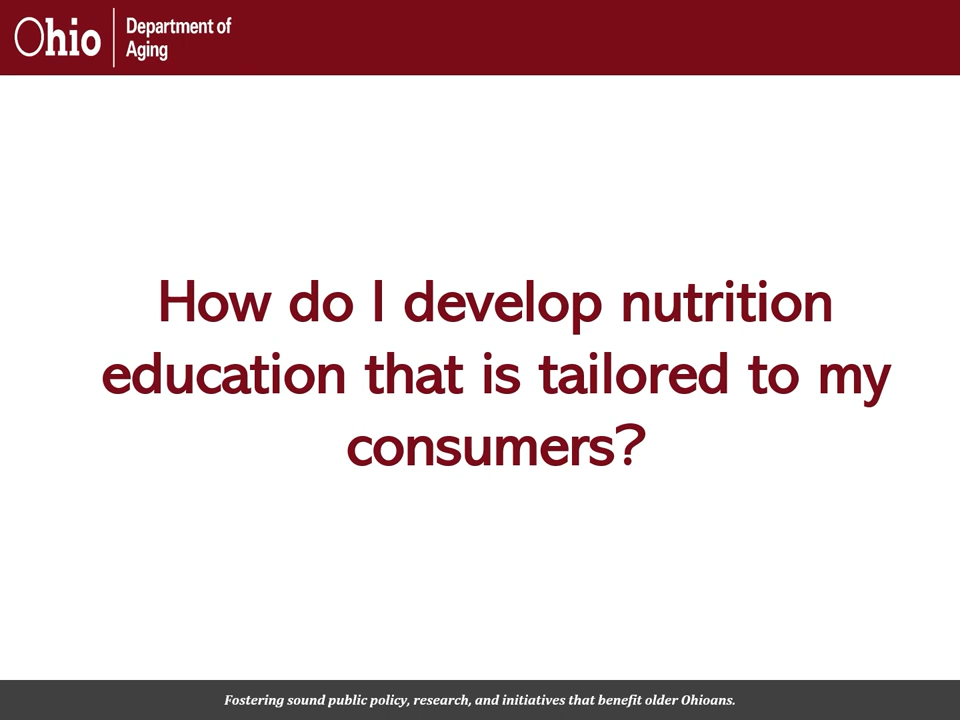 Ohio
Department of
Aging
How do I develop nutrition
education that is tailored to my
consumers?
Fostering sound public policy, research, and initiatives that benefit older Ohioans.